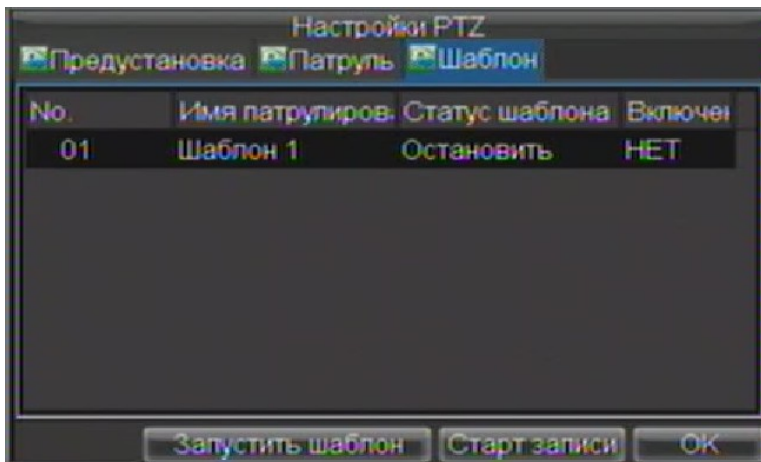 Настройки PTZ
Предустановка Патруль Шаблон
No. Имя патрулиров Статус шаблона Включен
01 Шаблон 1 Остановить НЕТ
Запустить шаблон Старт записи OK